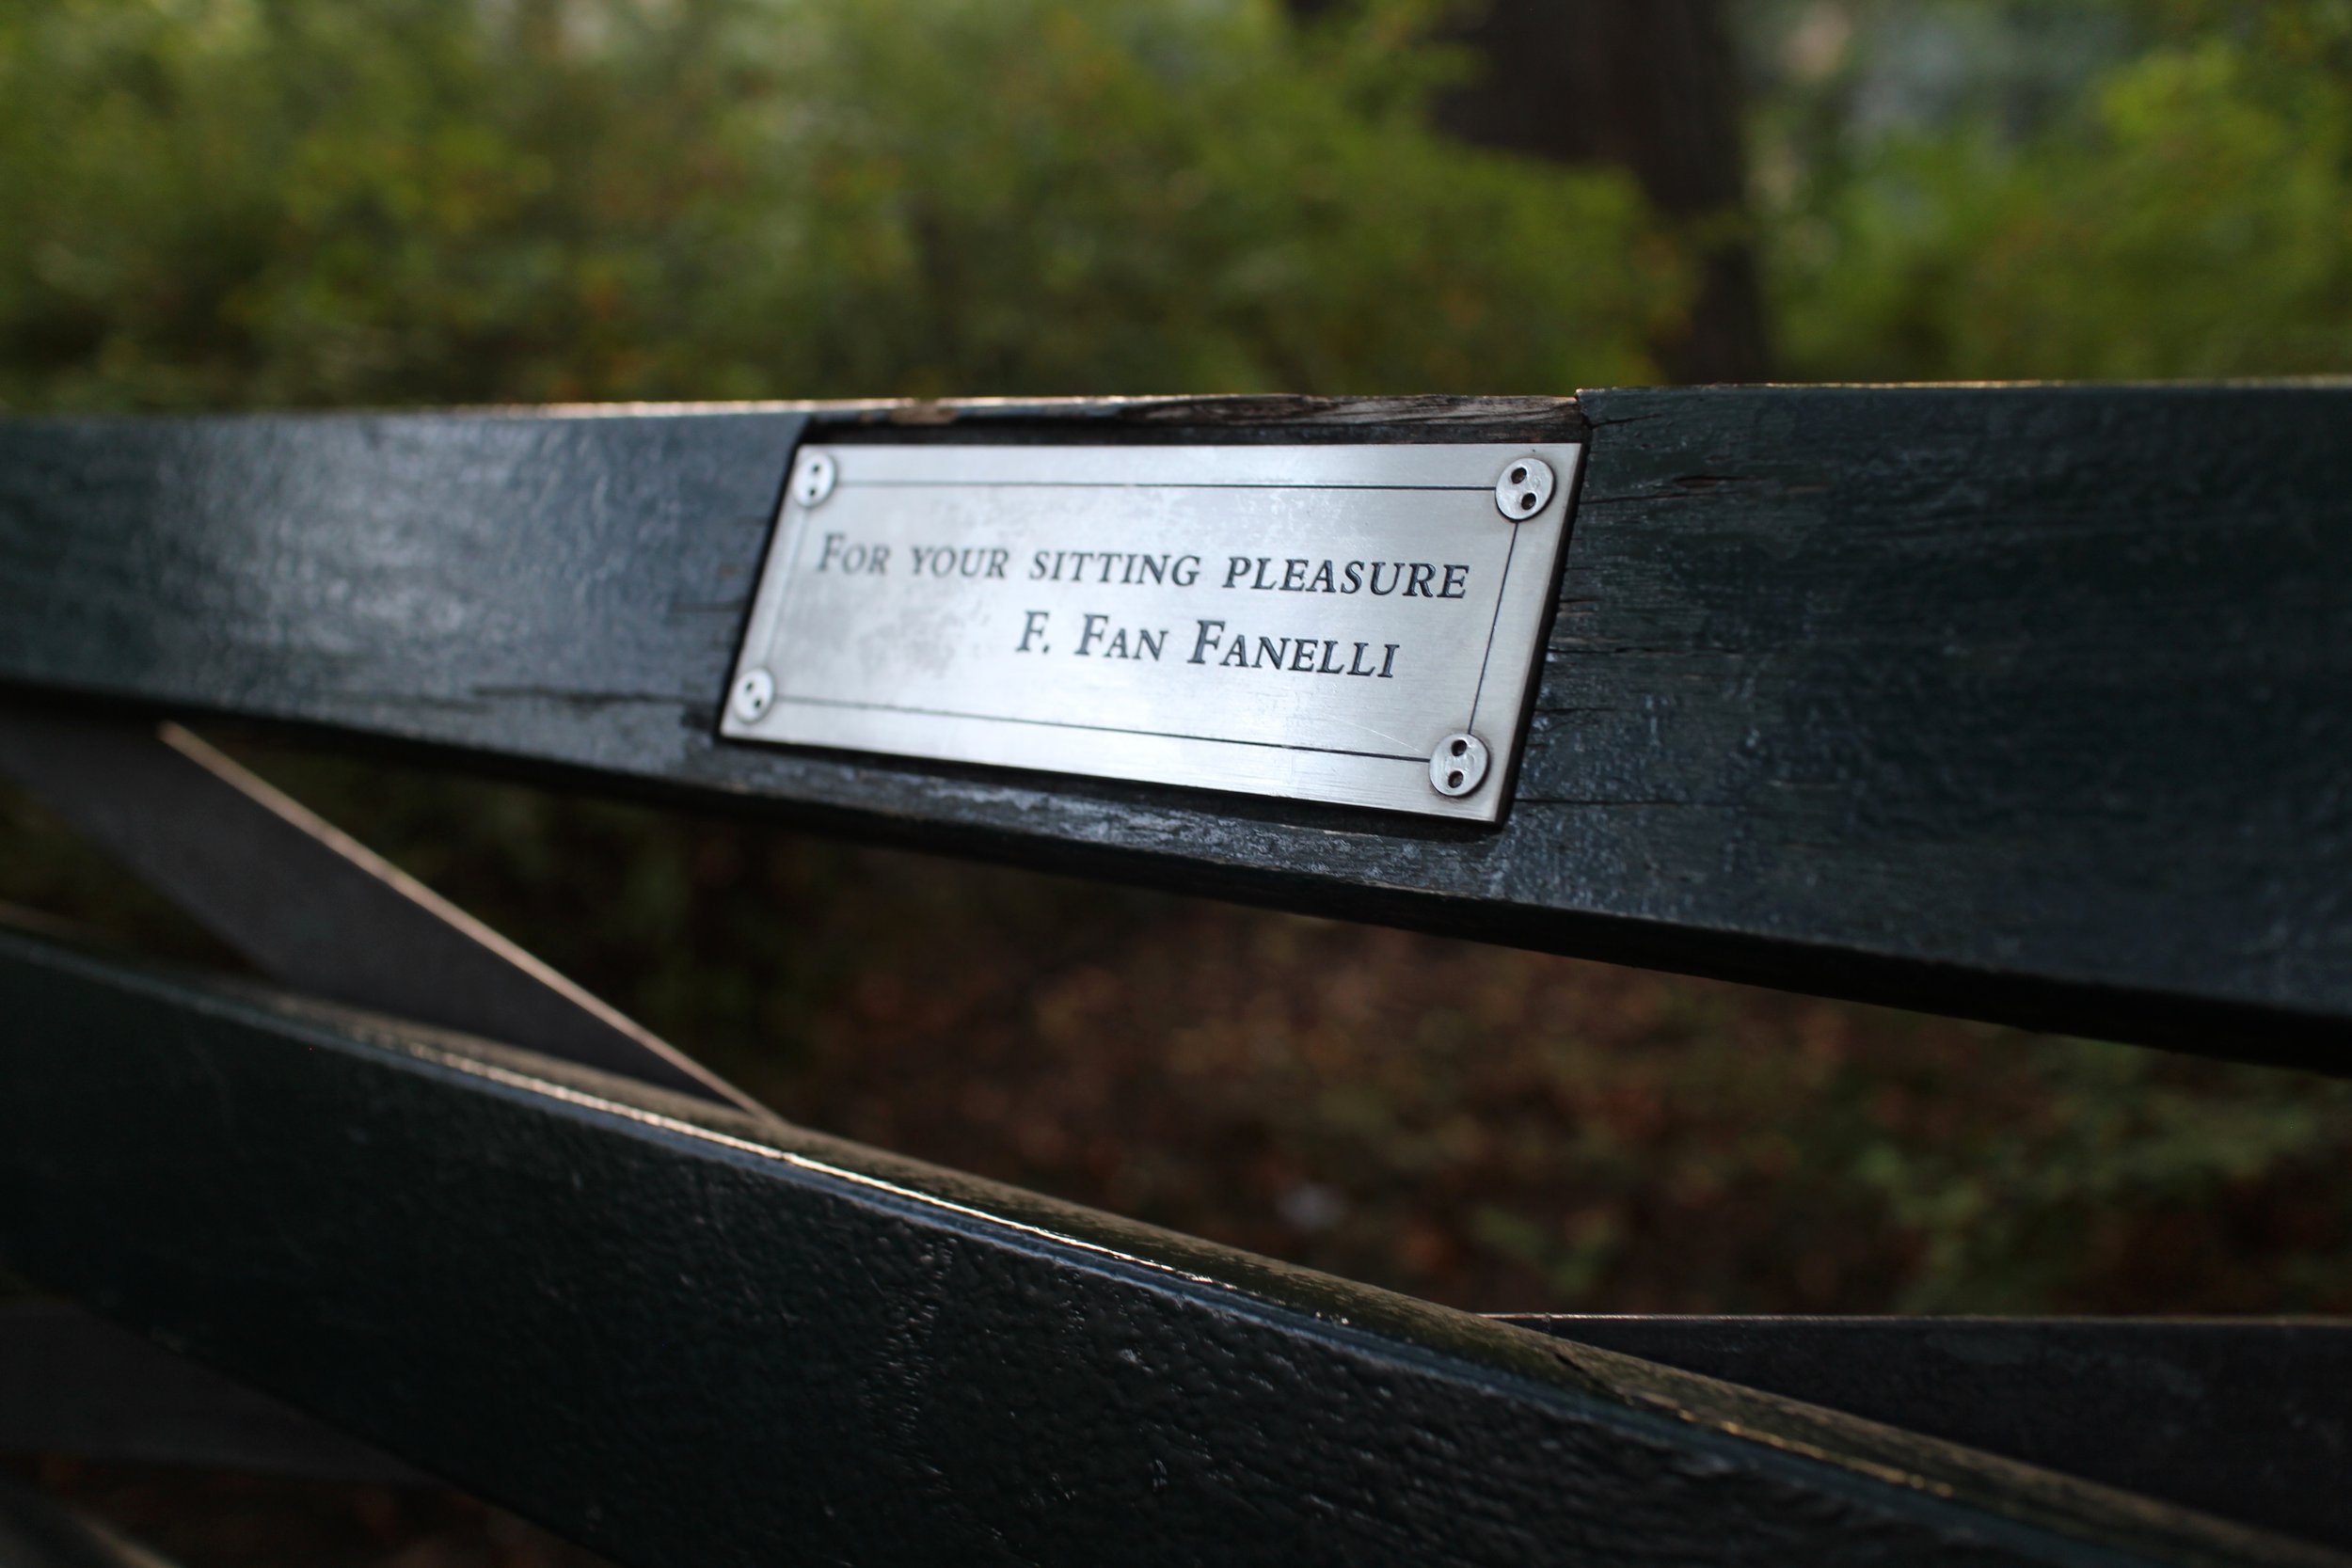 For your sitting pleasure
F. Fan Fanelli